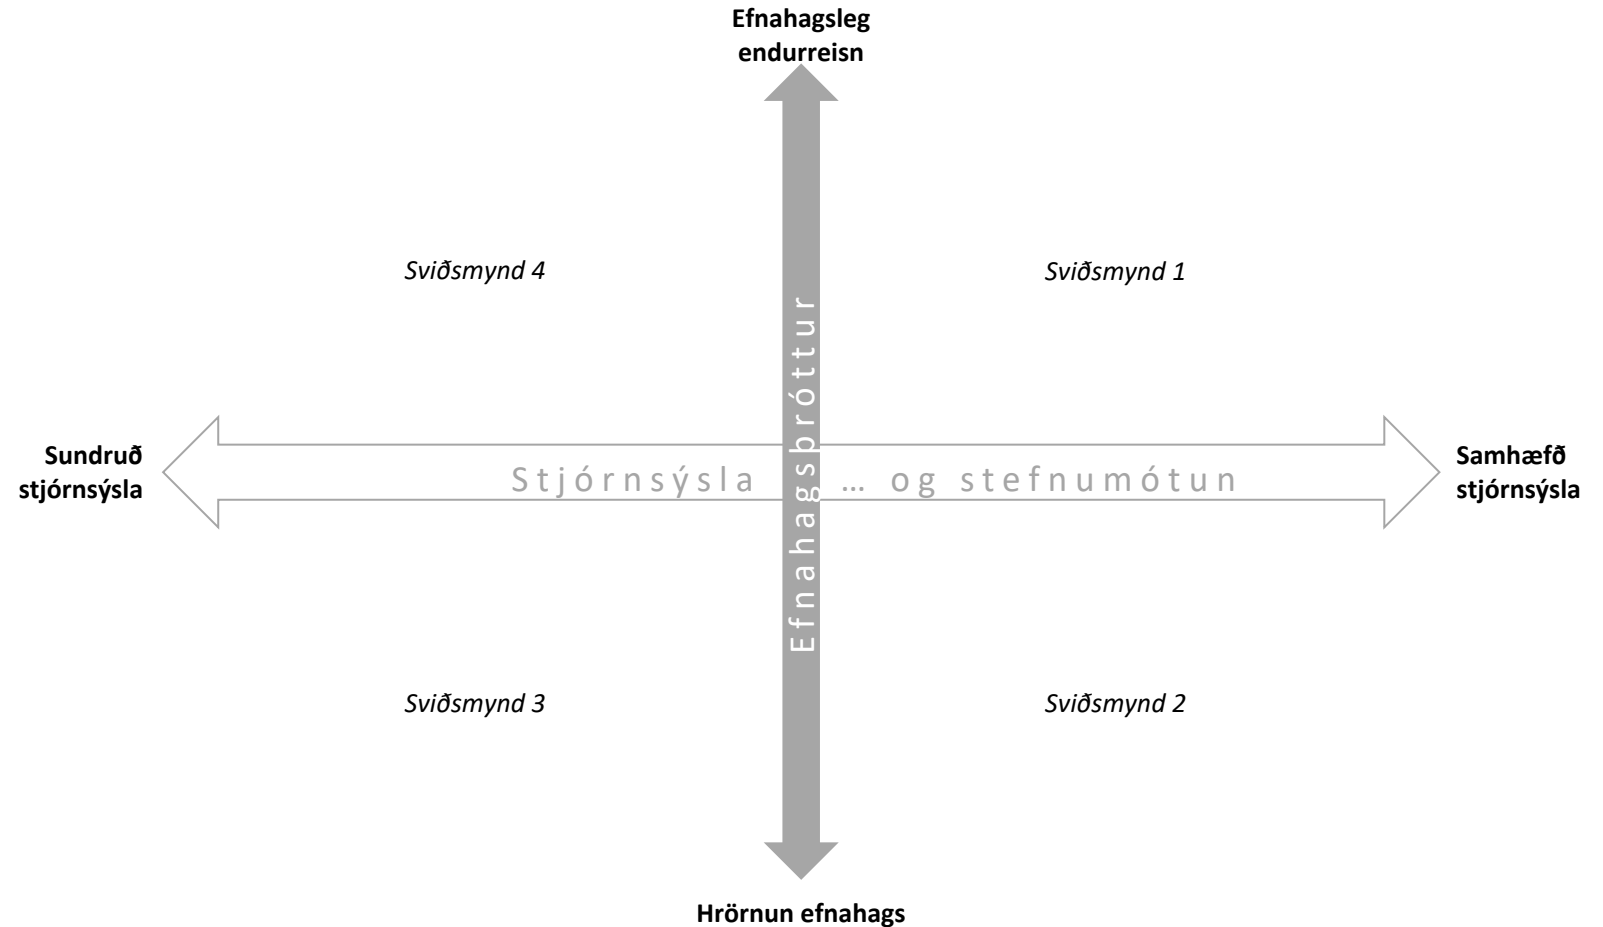 Efnahagsleg
endurreisn
Sviðsmynd 4
Sviðsmynd 1
Efnahagsþróttur
Sundruð
stjórnsýsla
Stjórnsýsla … og stefnumótun
Samhæfð
stjórnsýsla
Sviðsmynd 3
Sviðsmynd 2
Hrörnun efnahags